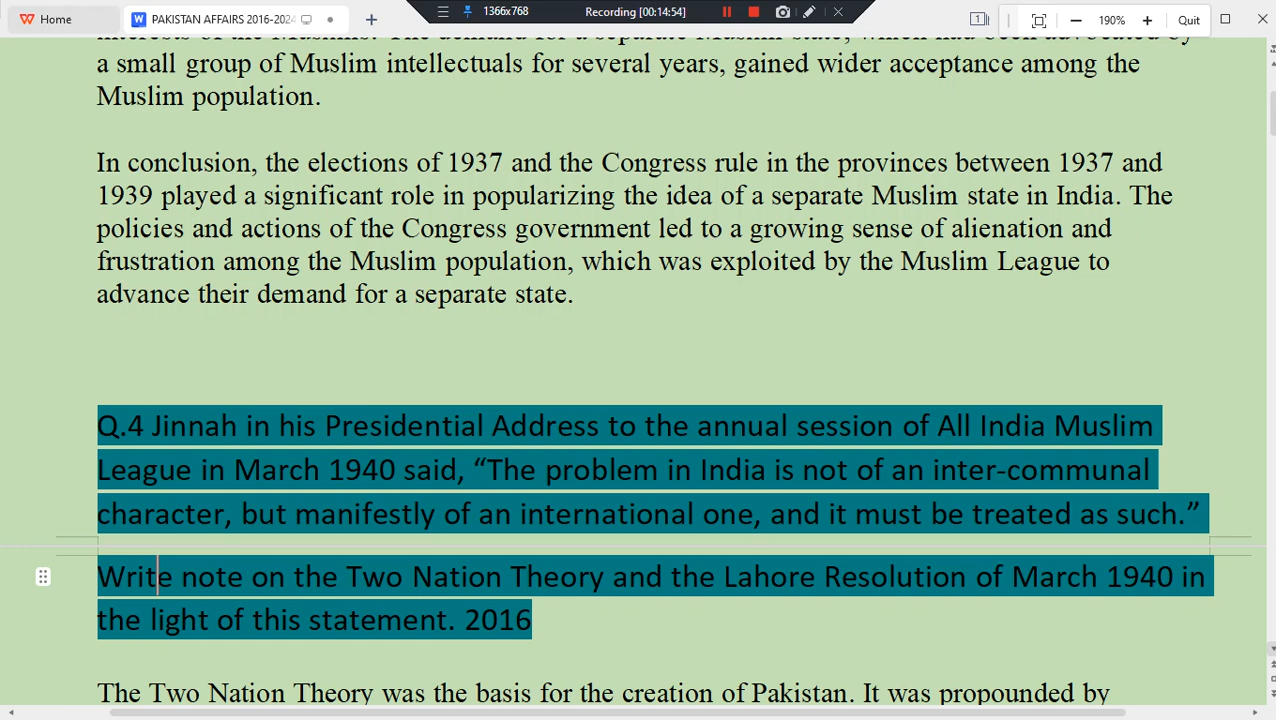 Home
PAKISTAN AFFAIRS 2016-2024
1366x768
Recording [00:14:54]
1
190%
Quit
a small group of Muslim intellectuals for several years, gained wider acceptance among the
Muslim population.
In conclusion, the elections of 1937 and the Congress rule in the provinces between 1937 and
1939 played a significant role in popularizing the idea of a separate Muslim state in India. The
policies and actions of the Congress government led to a growing sense of alienation and
frustration among the Muslim population, which was exploited by the Muslim League to
advance their demand for a separate state.
Q.4 Jinnah in his Presidential Address to the annual session of All India Muslim
League in March 1940 said, “The problem in India is not of an inter-communal
character, but manifestly of an international one, and it must be treated as such.”
Write note on the Two Nation Theory and the Lahore Resolution of March 1940 in
the light of this statement. 2016
The Two Nation Theory was the basis for the creation of Pakistan. It was propounded by